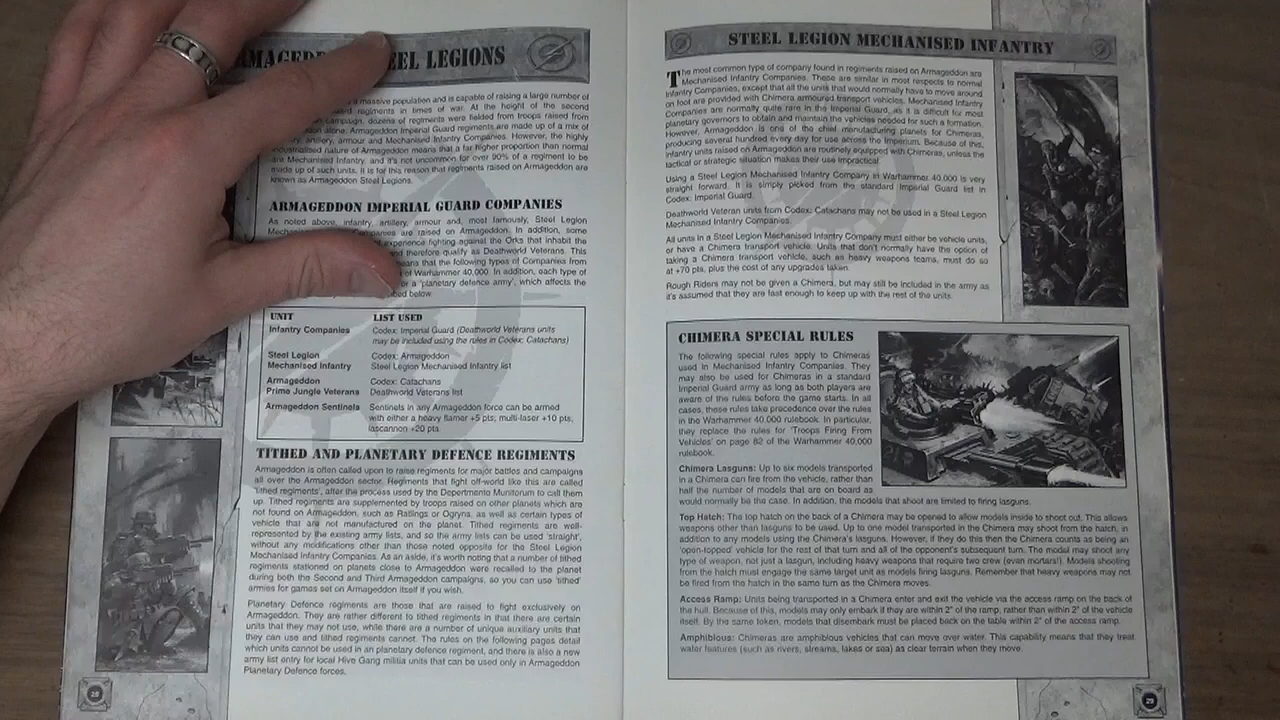 EEL LEGIONS
a massive population and is capable of raising a large number of
regiments in times of war. At the height of the second
campaign, dozens of regiments were fielded from troops raised from
alone. Armageddon Imperial Guard regiments are made up of a mix of
artillery, armour and Mechanised Infantry Companies. However, the highly
industrialised nature of Armageddon means that a far higher proportion than normal
are Mechanised Infantry, and it's not uncommon for over 90% of a regiment to be
made up of such units. It is for this reason that regiments raised on Armageddon are
known as Armageddon Steel Legions.
ARMAGEDDON IMPERIAL GUARD COMPANIES
As noted above, infantry, artillery, armour and, most famously, Steel Legion
are raised on Armageddon. In addition, some
experience fighting against the Orks that inhabit the
and therefore qualify as Deathworld Veterans. This
means that the following types of Companies from
of Warhammer 40,000. In addition, each type of
or a 'planetary defence army', which affects the
below.
UNIT LIST USED
Infantry Companies Codex: Imperial Guard (Deathworld Veterans units
may be included using the rules in Codex: Catachans)
Steel Legion Codex: Armageddon
Mechanised Infantry Steel Legion Mechanised Infantry list
Armageddon Codex: Catachans
Prime Jungle Veterans Deathworld Veterans list
Armageddon Sentinels Sentinels in any Armageddon force can be armed
with either a heavy flamer +5 pts; multi-laser +10 pts;
lascannon +20 pts.
TITHED AND PLANETARY DEFENCE REGIMENTS
Armageddon is often called upon to raise regiments for major battles and campaigns
all over the Armageddon sector. Regiments that fight off-world like this are called
'tithed regiments', after the process used by the Departmento Munitorum to call them
up. Tithed regiments are supplemented by troops raised on other planets which are
not found on Armageddon, such as Ratlings or Ogryns, as well as certain types of
vehicle that are not manufactured on the planet. Tithed regiments are well-
represented by the existing army lists, and so the army lists can be used 'straight',
without any modifications other than those noted opposite for the Steel Legion
Mechanised Infantry Companies. As an aside, it's worth noting that a number of tithed
regiments stationed on planets close to Armageddon were recalled to the planet
during both the Second and Third Armageddon campaigns, so you can use 'tithed'
armies for games set on Armageddon itself if you wish.
Planetary Defence regiments are those that are raised to fight exclusively on
Armageddon. They are rather different to tithed regiments in that there are certain
units that they may not use, while there are a number of unique auxiliary units that
they can use and tithed regiments cannot. The rules on the following pages detail
which units cannot be used in an planetary defence regiment, and there is also a new
army list entry for local Hive Gang militia units that can be used only in Armageddon
Planetary Defence forces.
28
STEEL LEGION MECHANISED INFANTRY
The most common type of company found in regiments raised on Armageddon are
Mechanised Infantry Companies. These are similar in most respects to normal
Infantry Companies, except that all the units that would normally have to move around
on foot are provided with Chimera armoured transport vehicles. Mechanised Infantry
Companies are normally quite rare in the Imperial Guard, as it is difficult for most
planetary governors to obtain and maintain the vehicles needed for such a formation.
However, Armageddon is one of the chief manufacturing planets for Chimeras,
producing several hundred every day for use across the Imperium. Because of this,
infantry units raised on Armageddon are routinely equipped with Chimeras, unless the
tactical or strategic situation makes their use impractical.
Using a Steel Legion Mechanised Infantry Company in Warhammer 40,000 is very
straight forward. It is simply picked from the standard Imperial Guard list in
Codex: Imperial Guard.
Deathworld Veteran units from Codex: Catachans may not be used in a Steel Legion
Mechanised Infantry Companies.
All units in a Steel Legion Mechanised Infantry Company must either be vehicle units,
or have a Chimera transport vehicle. Units that don't normally have the option of
taking a Chimera transport vehicle, such as heavy weapons teams, must do so
at +70 pts, plus the cost of any upgrades taken.
Rough Riders may not be given a Chimera, but may still be included in the army as
it's assumed that they are fast enough to keep up with the rest of the units.
CHIMERA SPECIAL RULES
The following special rules apply to Chimeras
used in Mechanised Infantry Companies. They
may also be used for Chimeras in a standard
Imperial Guard army as long as both players are
aware of the rules before the game starts. In all
cases, these rules take precedence over the rules
in the Warhammer 40,000 rulebook. In particular,
they replace the rules for 'Troops Firing From
Vehicles' on page 82 of the Warhammer 40,000
rulebook.
Chimera Lasguns: Up to six models transported
in a Chimera can fire from the vehicle, rather than
half the number of models that are on board as
would normally be the case. In addition, the models that shoot are limited to firing lasguns.
Top Hatch: The top hatch on the back of a Chimera may be opened to allow models inside to shoot out. This allows
weapons other than lasguns to be used. Up to one model transported in the Chimera may shoot from the hatch, in
addition to any models using the Chimera's lasguns. However, if they do this then the Chimera counts as being an
'open-topped' vehicle for the rest of that turn and all of the opponent's subsequent turn. The model may shoot any
type of weapon, not just a lasgun, including heavy weapons that require two crew (even mortars!). Models shooting
from the hatch must engage the same target unit as models firing lasguns. Remember that heavy weapons may not
be fired from the hatch in the same turn as the Chimera moves.
Access Ramp: Units being transported in a Chimera enter and exit the vehicle via the access ramp on the back of
the hull. Because of this, models may only embark if they are within 2" of the ramp, rather than within 2" of the vehicle
itself. By the same token, models that disembark must be placed back on the table within 2" of the access ramp.
Amphibious: Chimeras are amphibious vehicles that can move over water. This capability means that they treat
water features (such as rivers, streams, lakes or sea) as clear terrain when they move.
29